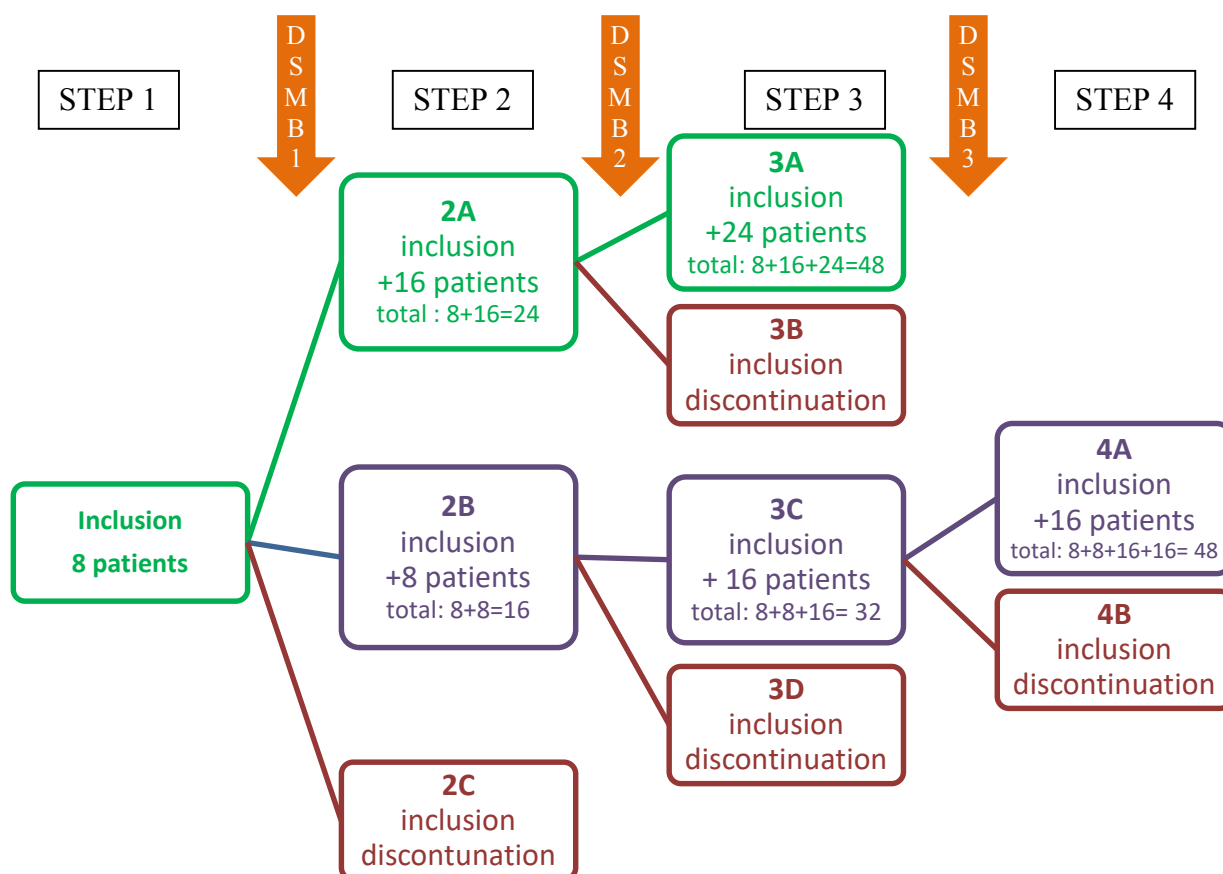 STEP 1
D
S
M
B
1
STEP 2
D
S
M
B
2
STEP 3
D
S
M
B
3
STEP 4
Inclusion
8 patients
2A
inclusion
+16 patients
total : 8+16=24
2B
inclusion
+8 patients
total: 8+8=16
2C
inclusion
discontunation
3A
inclusion
+24 patients
total: 8+16+24=48
3B
inclusion
discontinuation
3C
inclusion
+ 16 patients
total: 8+8+16= 32
3D
inclusion
discontinuation
4A
inclusion
+16 patients
total: 8+8+16+16= 48
4B
inclusion
discontinuation